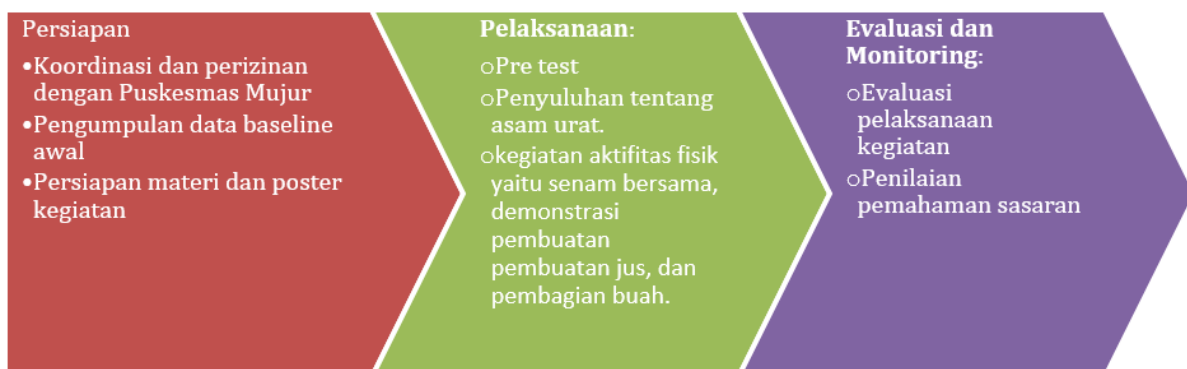 Persiapan
•Koordinasi dan perizinan
dengan Puskesmas Mujur
•Pengumpulan data baseline
awal
•Persiapan materi dan poster
kegiatan
Pelaksanaan:
oPre test
oPenyuluhan tentang
asam urat.
okegiatan aktifitas fisik
yaitu senam bersama,
demonstrasi
pembuatan
pembuatan jus, dan
pembagian buah.
Evaluasi dan
Monitoring:
oEvaluasi
pelaksanaan
kegiatan
oPenilaian
pemahaman sasaran